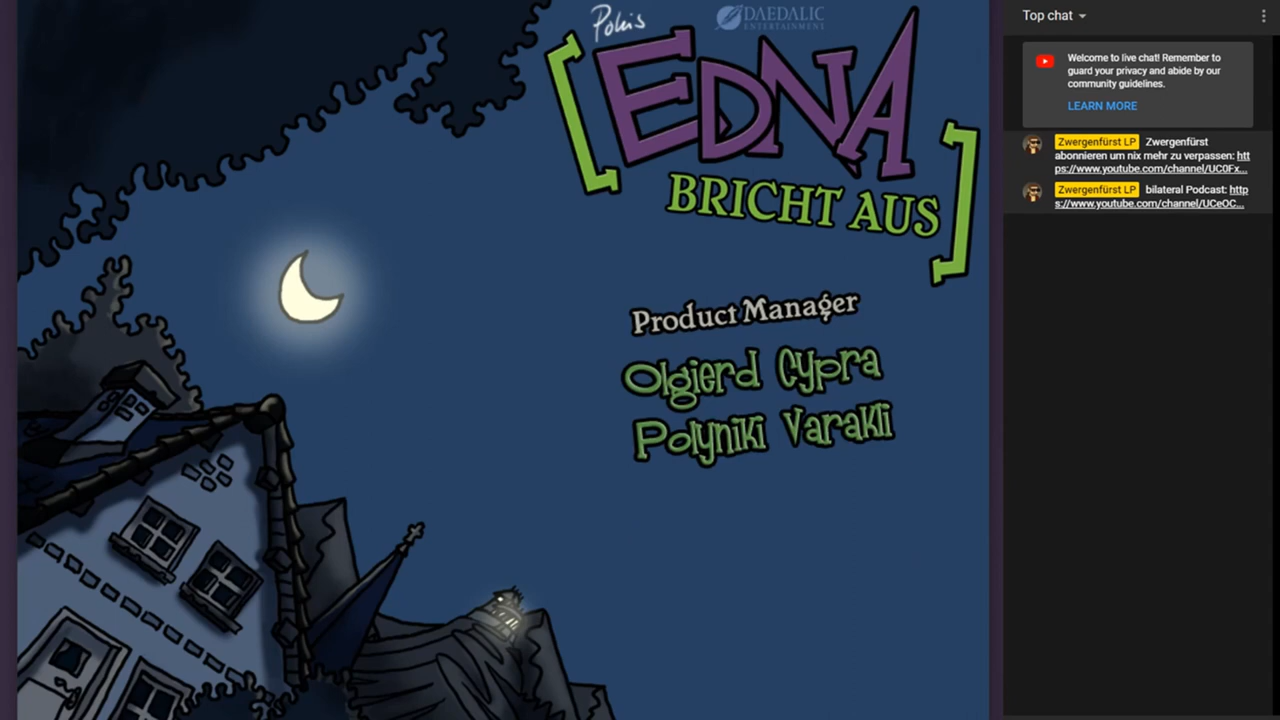 Pokis
DAEDALIC
ENTERTAINMENT
[EDNA
BRICHT AUS]
Product Manager
Olgierd Cypra
Polyniki Varakli
Top chat
Welcome to live chat! Remember to
guard your privacy and abide by our
community guidelines.
LEARN MORE
Zwergenfürst LP Zwergenfürst
abonnieren um nix mehr zu verpassen: htt
ps://www.youtube.com/channel/UC0Fx...
Zwergenfürst LP bilateral Podcast: http
s://www.youtube.com/channel/UCeOC...